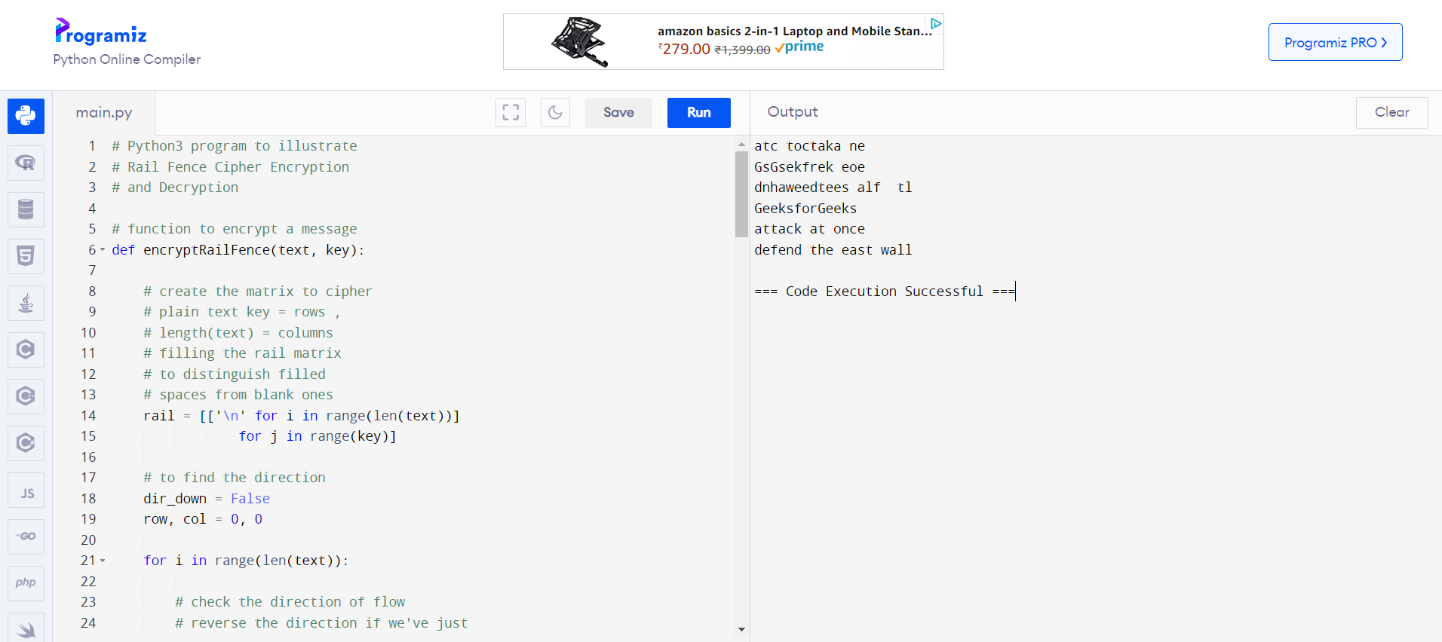 Programiz
Python Online Compiler
amazon basics 2-in-1 Laptop and Mobile Stan...
₹279.00 ₹1,399.00 prime
Programiz PRO
main.py
Save
Run
Output
Clear
1 # Python3 program to illustrate
2 # Rail Fence Cipher Encryption
3 # and Decryption
4
5 # function to encrypt a message
6 def encryptRailFence(text, key):
7
8 # create the matrix to cipher
9 # plain text key = rows ,
10 # length(text) = columns
11 # filling the rail matrix
12 # to distinguish filled
13 # spaces from blank ones
14 rail = [['\n' for i in range(len(text))]
15 for j in range(key)]
16
17 # to find the direction
18 dir_down = False
19 row, col = 0, 0
20
21 for i in range(len(text)):
22
23 # check the direction of flow
24 # reverse the direction if we've just
atc toctaka ne
GsGsekfrek eoe
dnhaweedtees alf  tl
GeeksforGeeks
attack at once
defend the east wall
=== Code Execution Successful ===
R
JS
GO
php